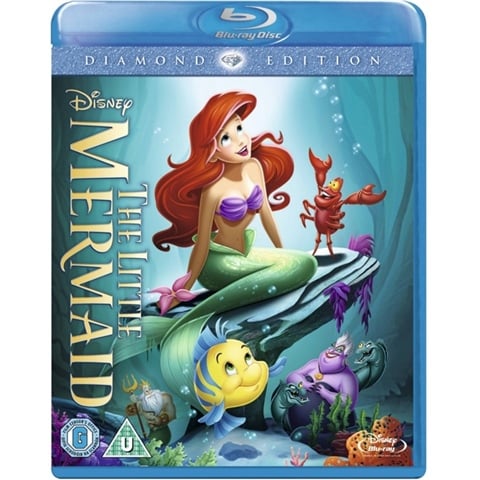 Blu-ray Disc
DIAMOND EDITION
Disney
THE LITTLE
MERMAID
G
U
Disney
Blu-ray